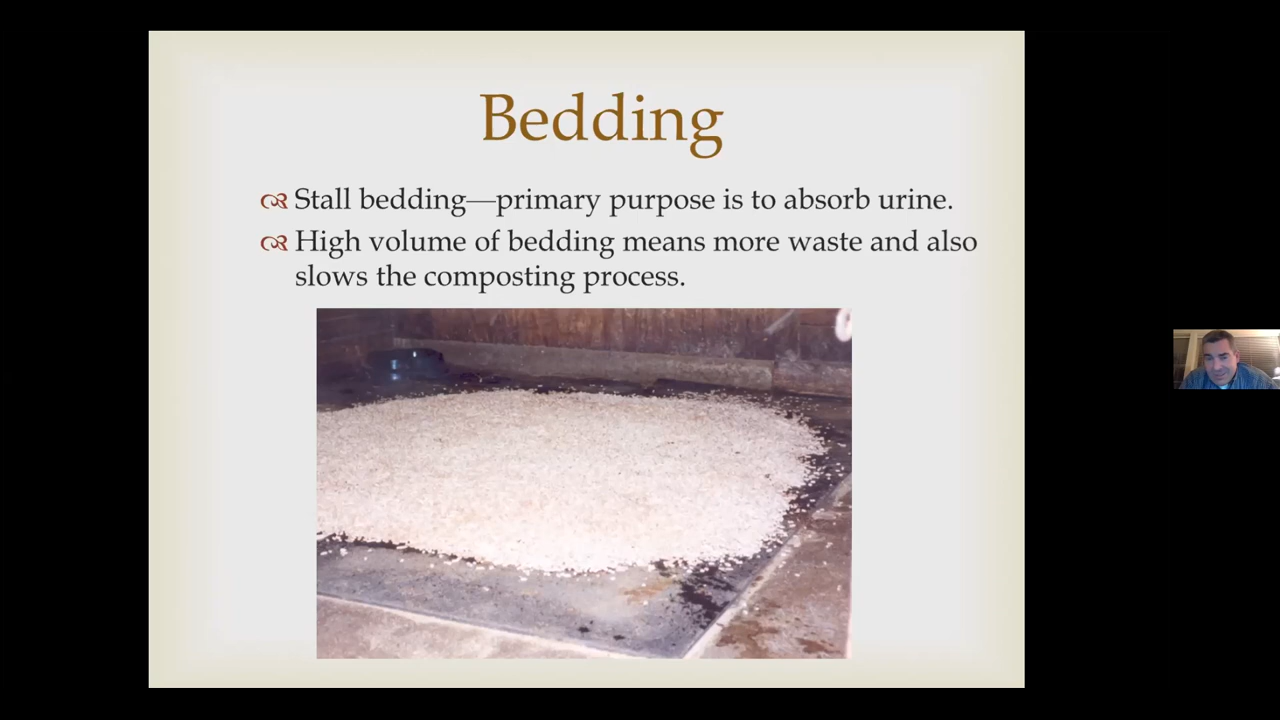 Bedding
Stall bedding—primary purpose is to absorb urine.
High volume of bedding means more waste and also
slows the composting process.